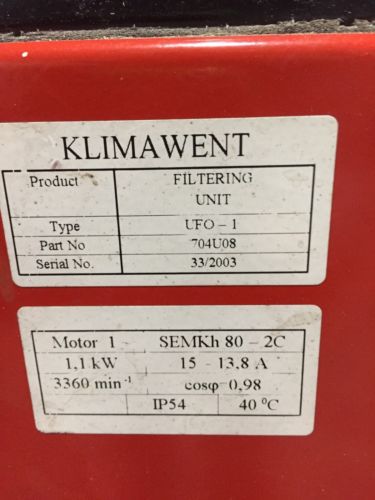 KLIMAWENT
Product FILTERING
UNIT
Type UFO – 1
Part No 704U08
Serial No. 33/2003
Motor 1 ~ SEMKh 80 – 2C
1,1 kW 15 - 13,8 A
3360 min⁻¹ cosφ 0,98
IP54 40 ⁰C